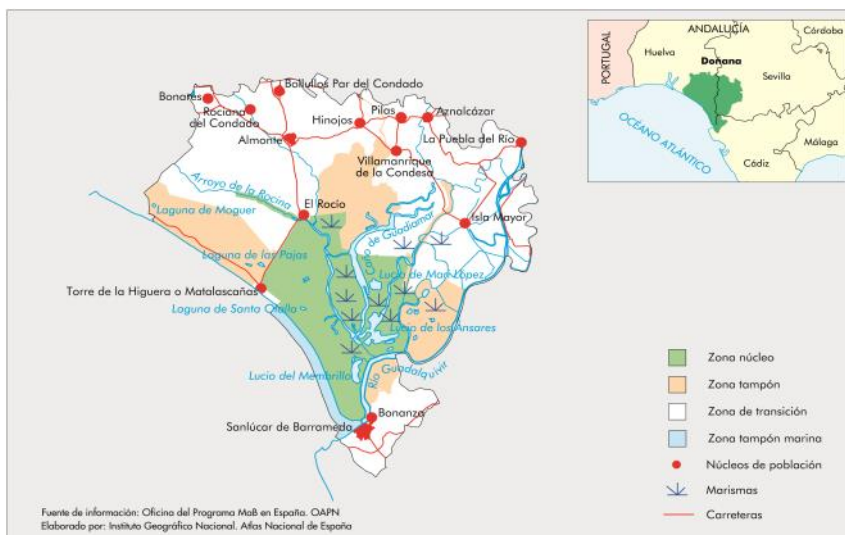 Bollullos Par del Condado
Bonares
Rociana
del Condado
Almonte
Hinojos
Pilas
Aznalcázar
La Puebla del Río
Villamanrique
de la Condesa
Arroyo de la Rocina
Laguna de Moguer
El Rocío
Caño de Guadiamar
Isla Mayor
Laguna de las Pajas
Lucio de Mari López
Torre de la Higuera o Matalascañas
Laguna de Santa Olalla
Lucio de los Ansares
Lucio del Membrillo
Río Guadalquivir
Bonanza
Sanlúcar de Barrameda
PORTUGAL
ANDALUCÍA
Córdoba
Huelva
Doñana
Sevilla
OCÉANO ATLÁNTICO
Málaga
Cádiz
Zona núcleo
Zona tampón
Zona de transición
Zona tampón marina
Núcleos de población
Marismas
Carreteras
Fuente de información: Oficina del Programa MaB en España. OAPN
Elaborado por: Instituto Geográfico Nacional. Atlas Nacional de España